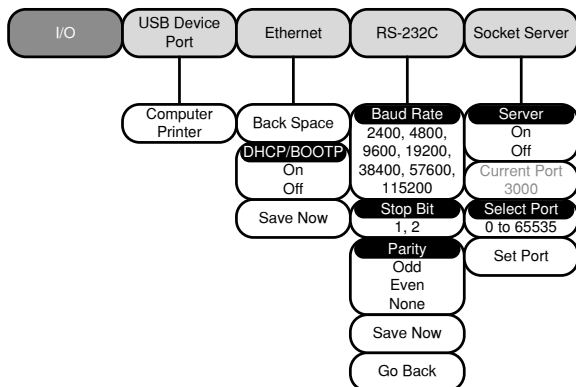 I/O
USB Device
Port
Ethernet
RS-232C
Socket Server
Computer
Printer
Back Space
DHCP/BOOTP
On
Off
Save Now
Baud Rate
2400, 4800,
9600, 19200,
38400, 57600,
115200
Stop Bit
1, 2
Parity
Odd
Even
None
Save Now
Go Back
Server
On
Off
Current Port
3000
Select Port
0 to 65535
Set Port